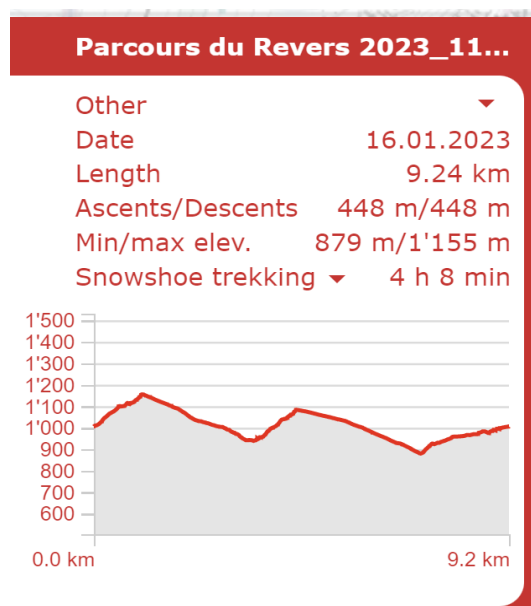 Parcours du Revers 2023_11...
Other
Date 16.01.2023
Length 9.24 km
Ascents/Descents 448 m/448 m
Min/max elev. 879 m/1'155 m
Snowshoe trekking 4 h 8 min
1'500
1'400
1'300
1'200
1'100
1'000
900
800
700
600
0.0 km 9.2 km